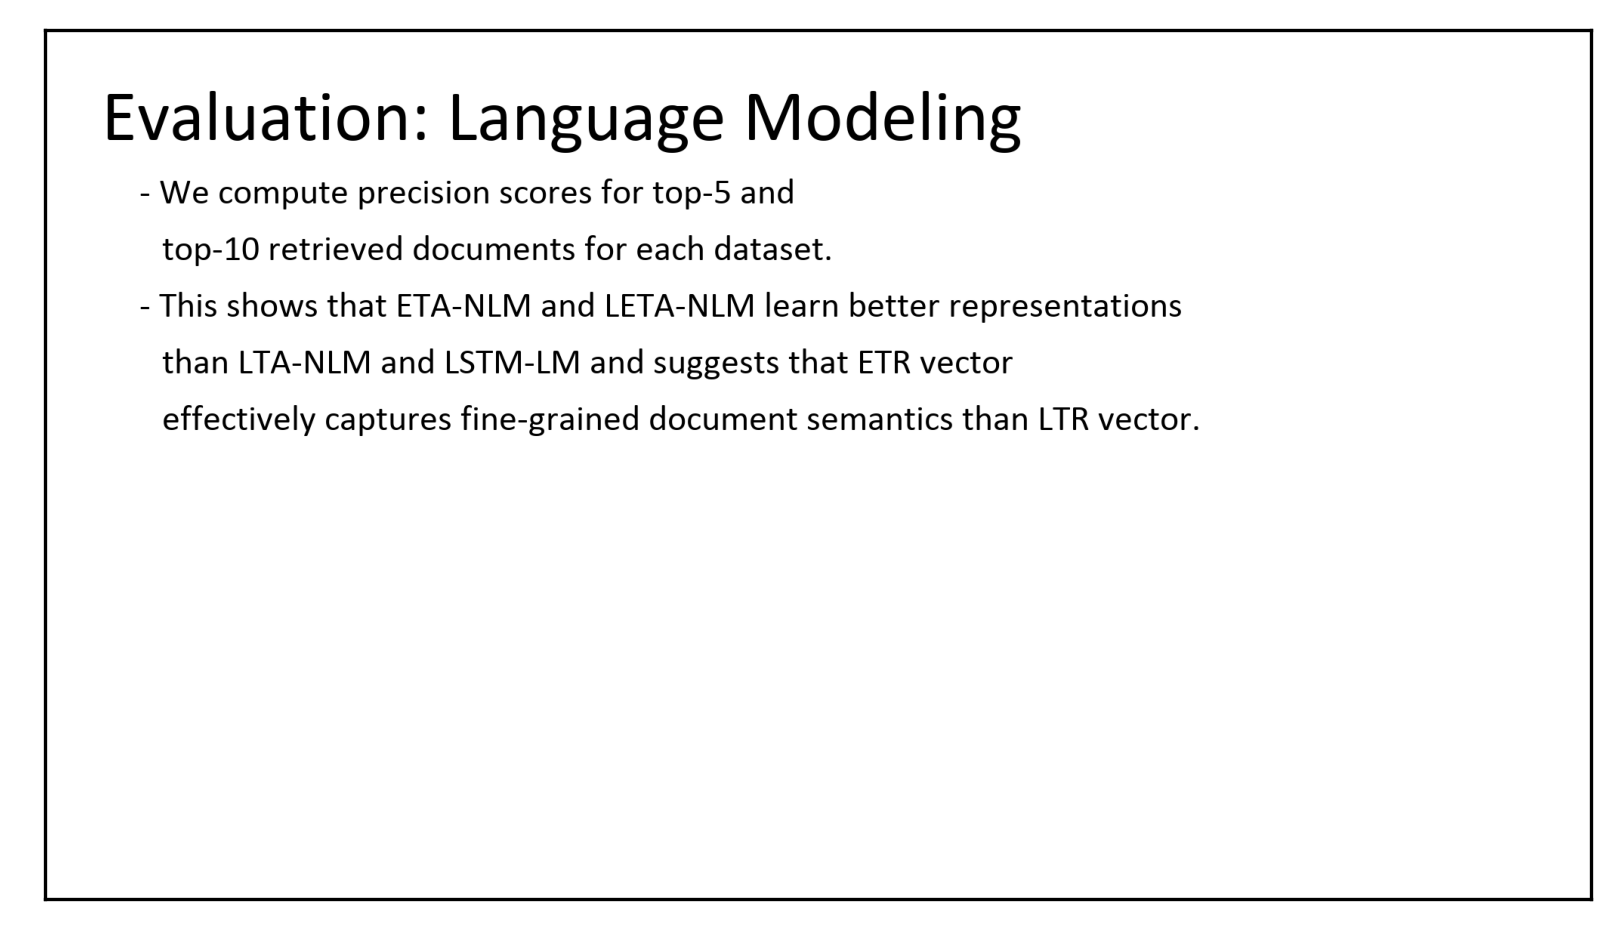 Evaluation: Language Modeling
- We compute precision scores for top-5 and
top-10 retrieved documents for each dataset.
- This shows that ETA-NLM and LETA-NLM learn better representations
than LTA-NLM and LSTM-LM and suggests that ETR vector
effectively captures fine-grained document semantics than LTR vector.